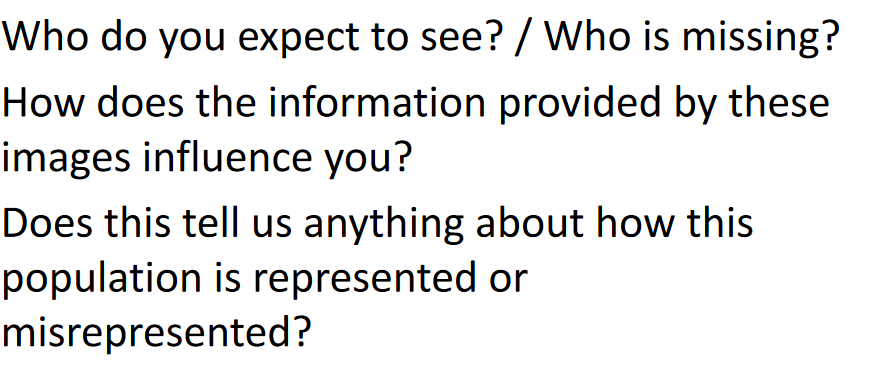 Who do you expect to see? / Who is missing?
How does the information provided by these
images influence you?
Does this tell us anything about how this
population is represented or
misrepresented?